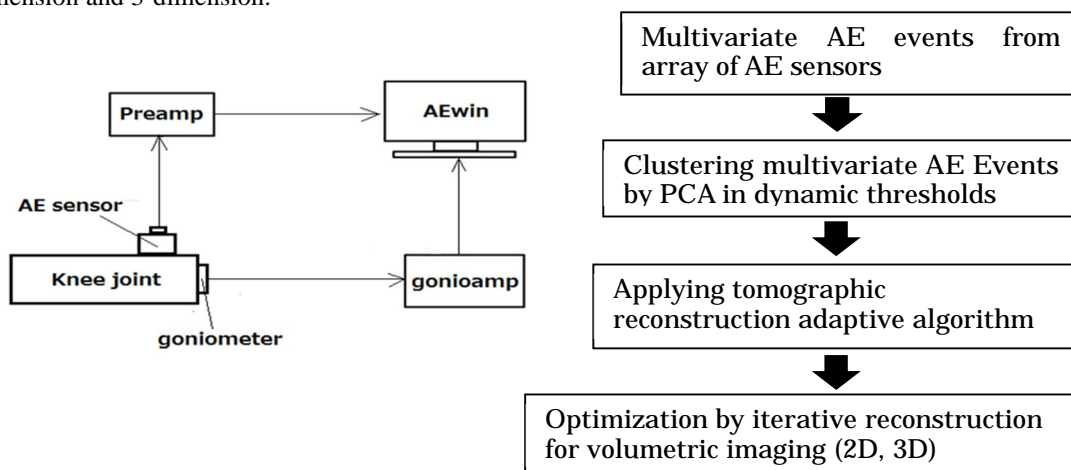 3-dimension.
Preamp
AEwin
AE sensor
Knee joint
gonioamp
goniometer
Multivariate AE events from
array of AE sensors
Clustering multivariate AE Events
by PCA in dynamic thresholds
Applying tomographic
reconstruction adaptive algorithm
Optimization by iterative reconstruction
for volumetric imaging (2D, 3D)